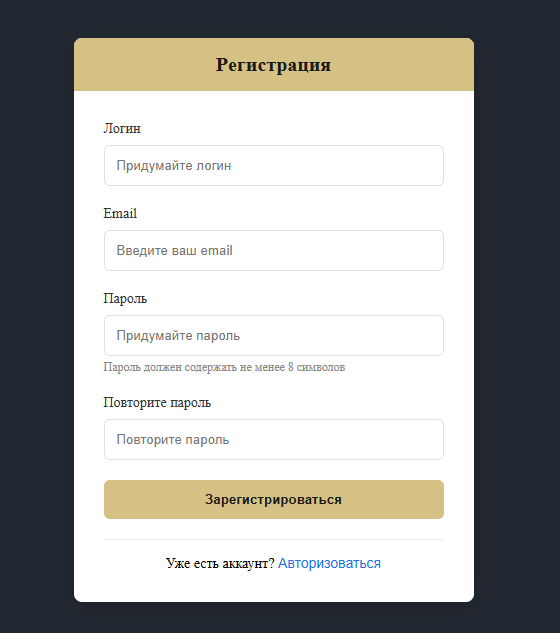 Регистрация
Логин
Придумайте логин
Email
Введите ваш email
Пароль
Придумайте пароль
Пароль должен содержать не менее 8 символов
Повторите пароль
Повторите пароль
Зарегистрироваться
Уже есть аккаунт? Авторизоваться